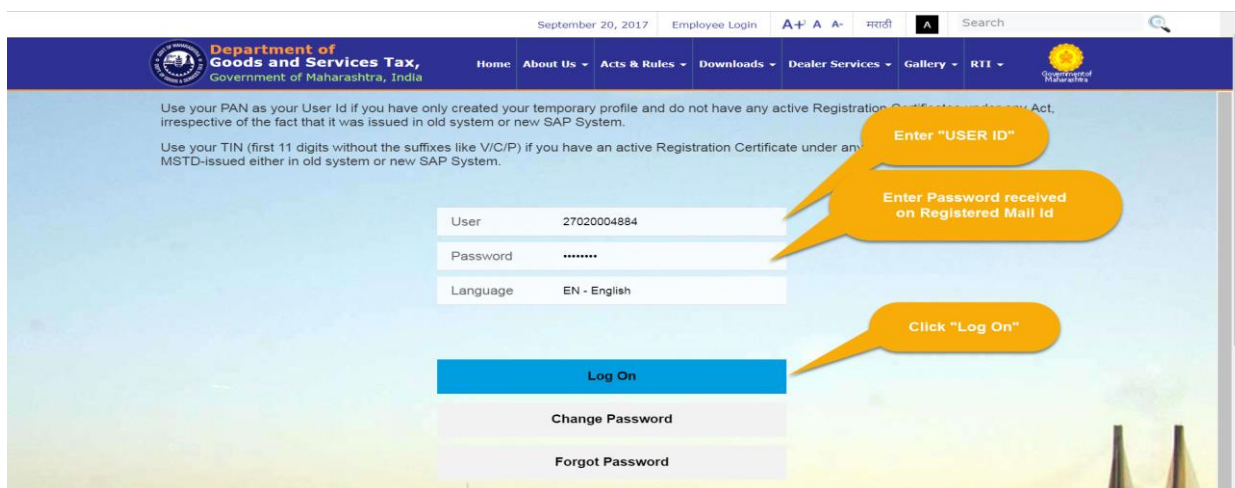 September 20, 2017 Employee Login A+ A A- मराठी A Search
Department of
Goods and Services Tax,
Government of Maharashtra, India
Home About Us Acts & Rules Downloads Dealer Services Gallery RTI
Government of
Maharashtra
Use your PAN as your User Id if you have only created your temporary profile and do not have any active Registration Certificates under any Act,
irrespective of the fact that it was issued in old system or new SAP System.
Enter "USER ID"
Use your TIN (first 11 digits without the suffixes like V/C/P) if you have an active Registration Certificate under any
MSTD-issued either in old system or new SAP System.
Enter Password received
on Registered Mail Id
User 27020004884
Password ••••••••
Language EN - English
Click "Log On"
Log On
Change Password
Forgot Password